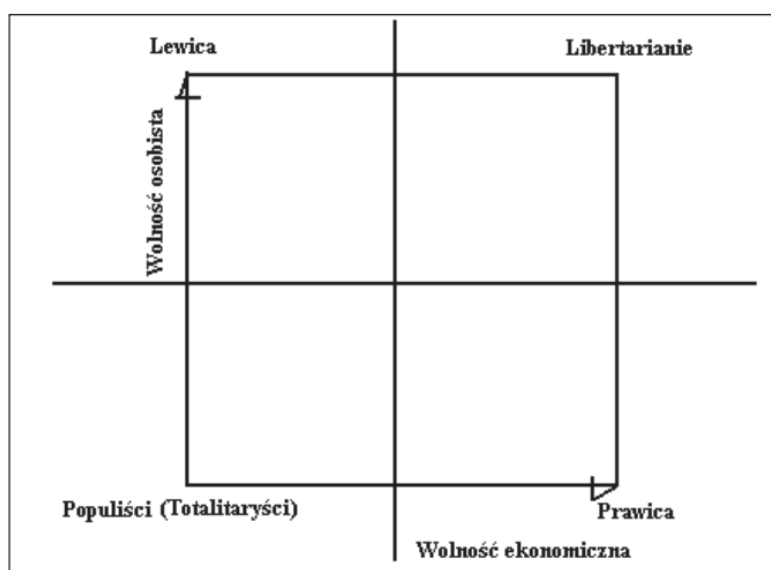 Lewica
Libertarianie
Wolność osobista
Populiści (Totalitaryści)
Prawica
Wolność ekonomiczna